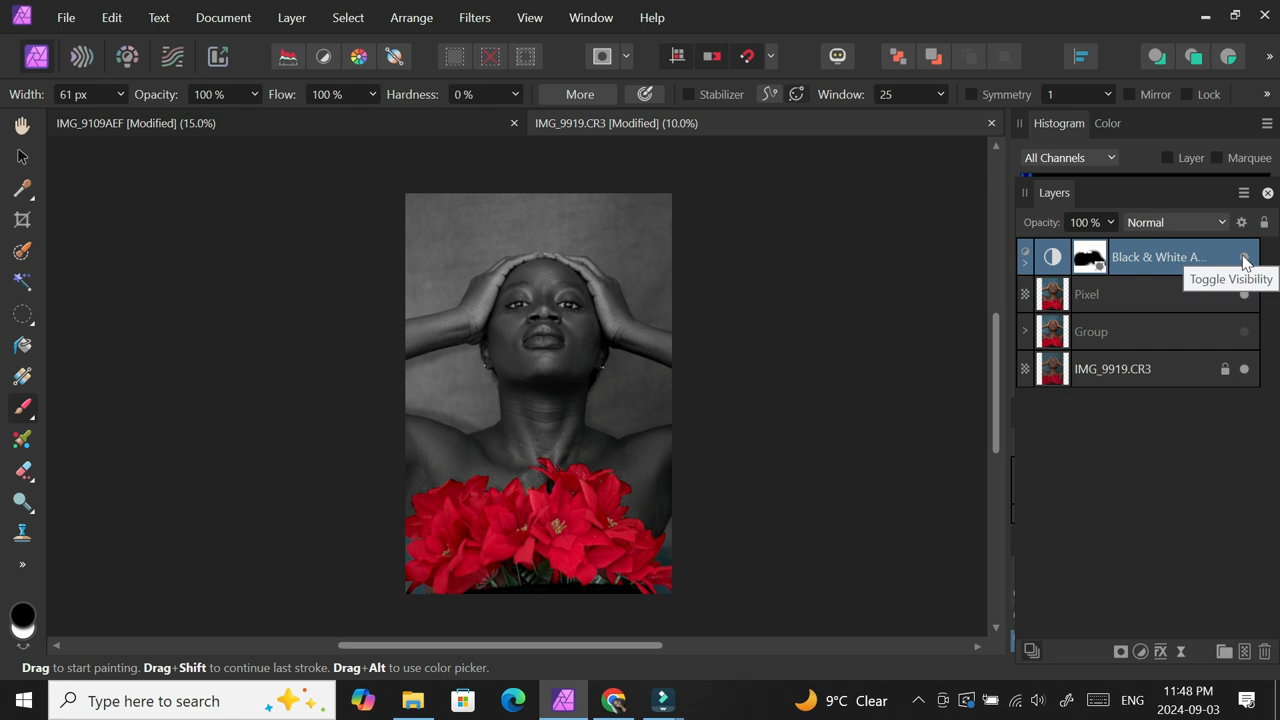 File Edit Text Document Layer Select Arrange Filters View Window Help
Width: 61 px Opacity: 100 % Flow: 100 % Hardness: 0 % More Stabilizer Window: 25 Symmetry 1 Mirror Lock
IMG_9109AEF [Modified] (15.0%) IMG_9919.CR3 [Modified] (10.0%) Histogram Color
All Channels Layer Marquee
Layers
Opacity: 100 % Normal
Black & White A...
Toggle Visibility
Pixel
Group
IMG_9919.CR3
Drag to start painting. Drag+Shift to continue last stroke. Drag+Alt to use color picker.
Type here to search 9°C Clear ENG 1:48 PM
2024-09-03